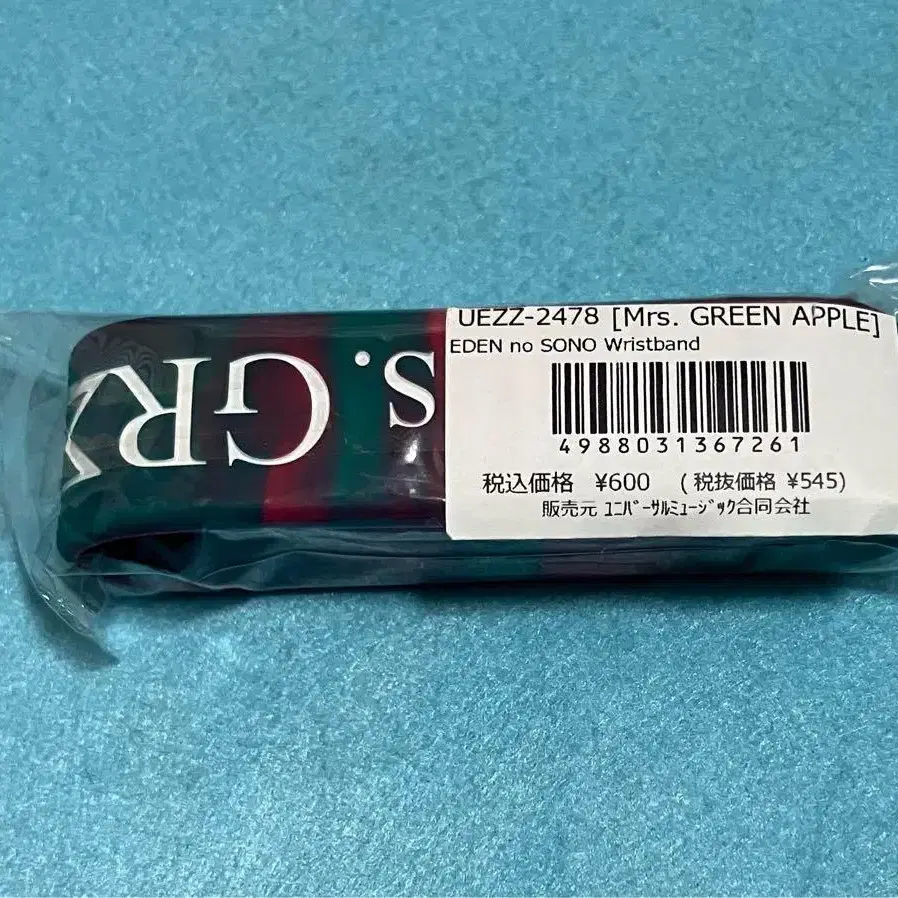 s. GR
UEZZ-2478 [Mrs. GREEN APPLE]
EDEN no SONO Wristband
4988031367261
税込価格 ¥600 (税抜価格 ¥545)
販売元 ﾕﾆﾊﾞｰｻﾙﾐｭｰｼﾞｯｸ合同会社